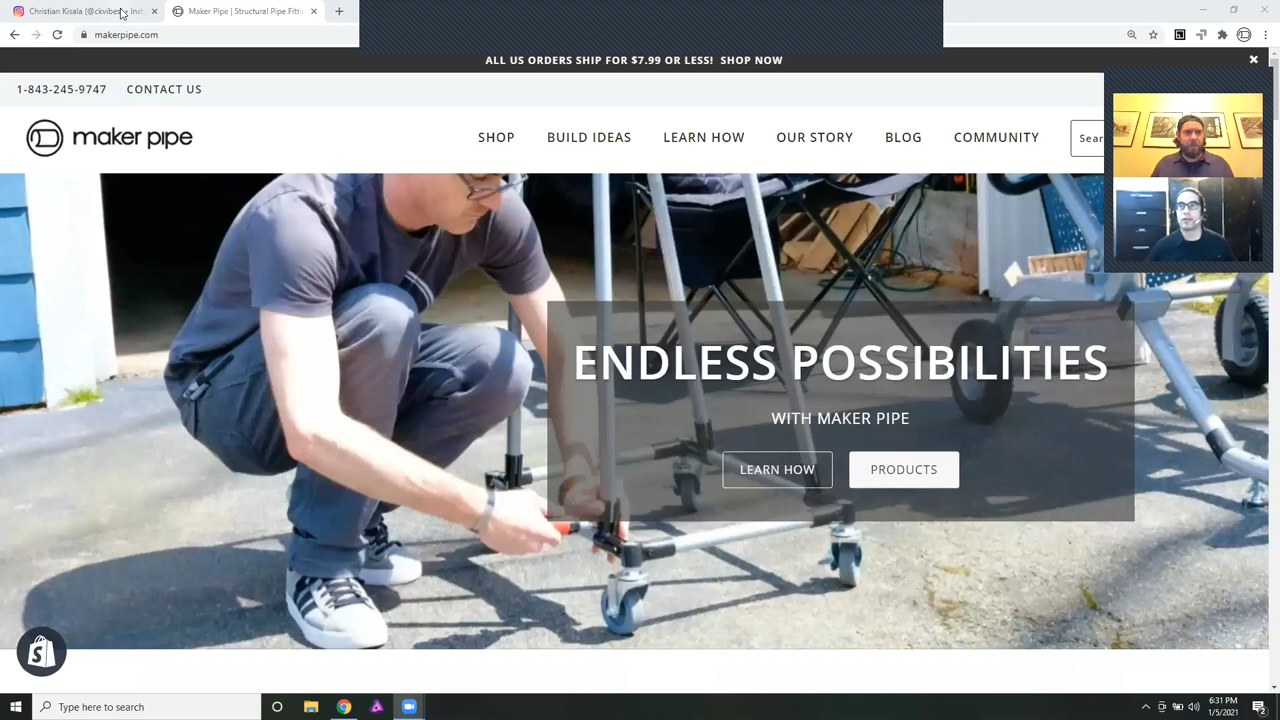 Christian Kisala (@ckvibes) • Inst
Maker Pipe | Structural Pipe Fitti
makerpipe.com
ALL US ORDERS SHIP FOR $7.99 OR LESS! SHOP NOW
1-843-245-9747 CONTACT US
maker pipe
SHOP BUILD IDEAS LEARN HOW OUR STORY BLOG COMMUNITY
Sear
ENDLESS POSSIBILITIES
WITH MAKER PIPE
LEARN HOW PRODUCTS
Type here to search
6:31 PM
1/5/2021
2